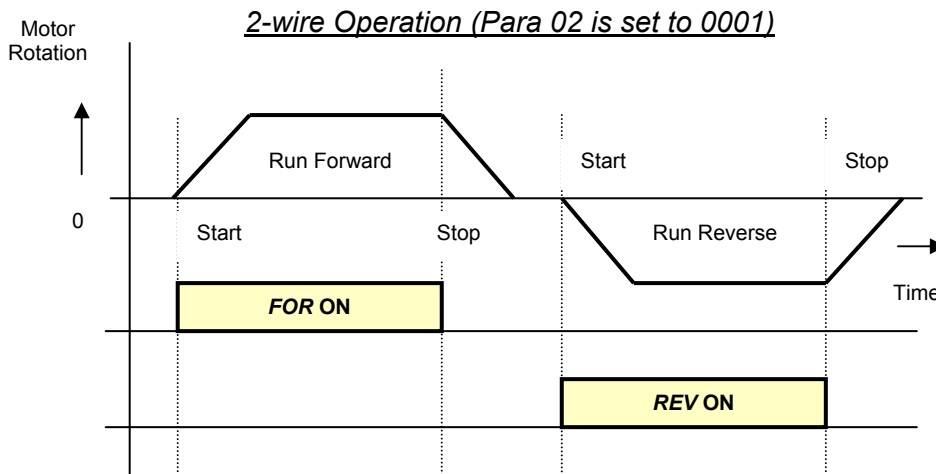 2-wire Operation (Para 02 is set to 0001)
Motor
Rotation
Run Forward
Start
Stop
0
Start
Stop
Run Reverse
Time
FOR ON
REV ON